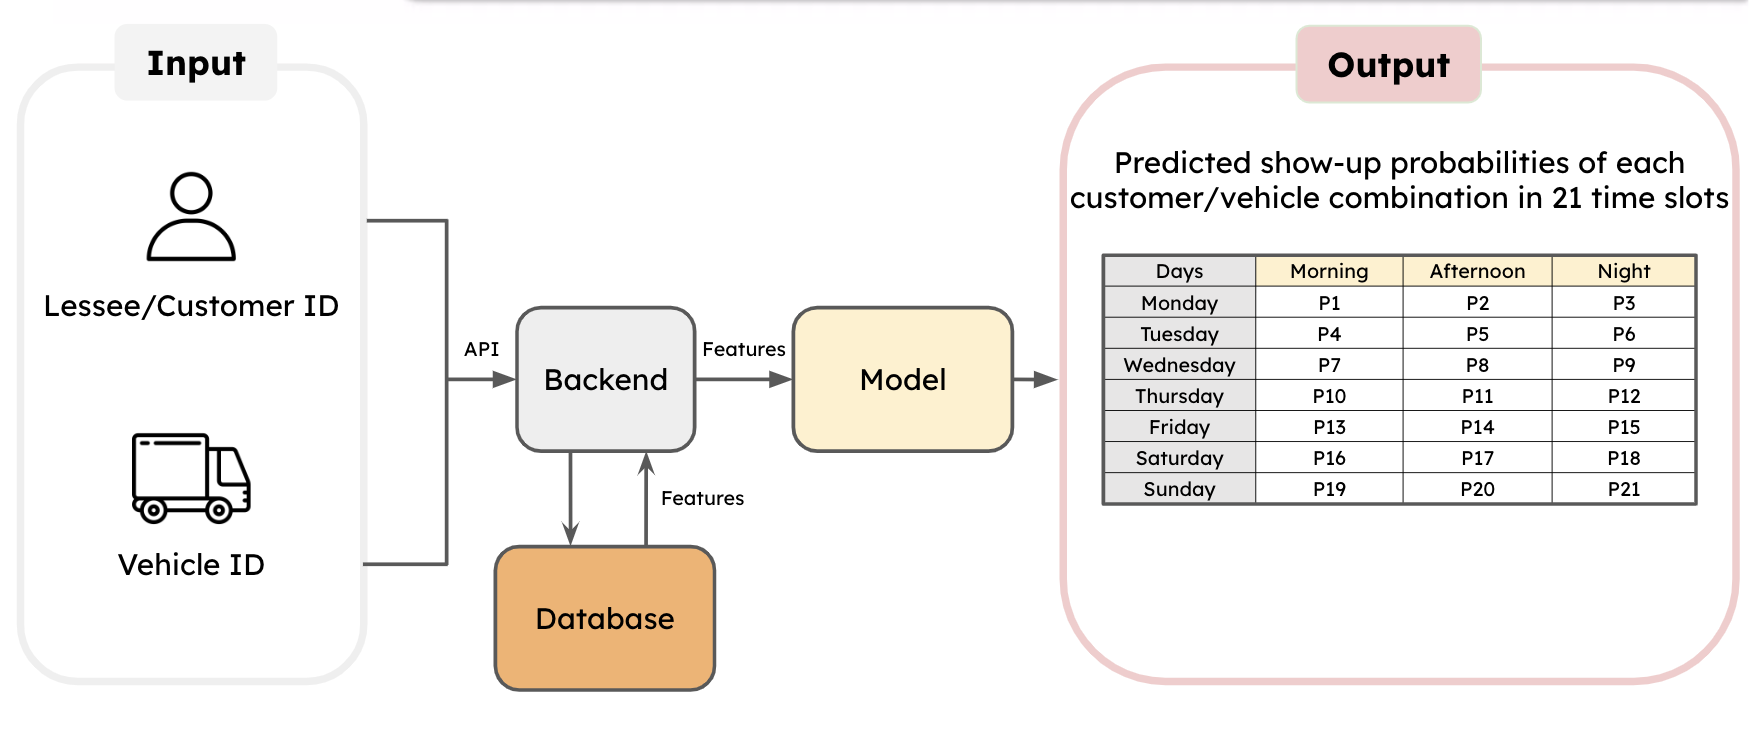 Input
Lessee/Customer ID
Vehicle ID
API
Backend
Features
Features
Database
Model
Output
Predicted show-up probabilities of each
customer/vehicle combination in 21 time slots
Days Morning Afternoon Night
Monday P1 P2 P3
Tuesday P4 P5 P6
Wednesday P7 P8 P9
Thursday P10 P11 P12
Friday P13 P14 P15
Saturday P16 P17 P18
Sunday P19 P20 P21